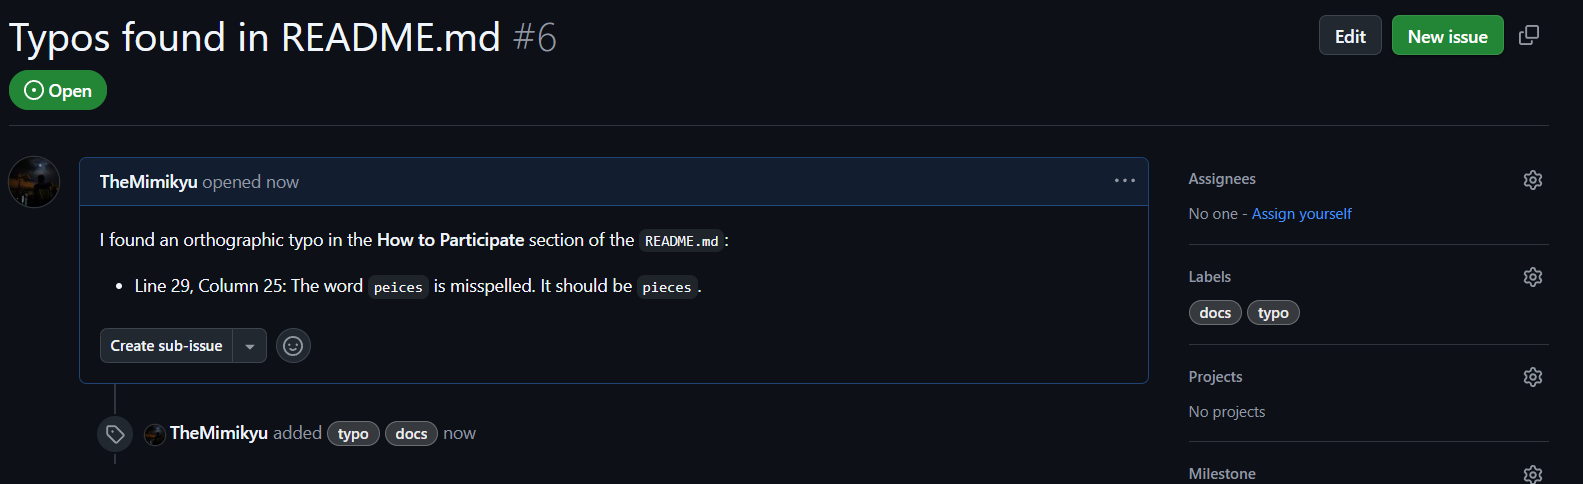 Typos found in README.md #6
Edit
New issue
Open
TheMimikyu opened now
I found an orthographic typo in the How to Participate section of the README.md:
• Line 29, Column 25: The word peices is misspelled. It should be pieces.
Create sub-issue
TheMimikyu added typo docs now
Assignees
No one - Assign yourself
Labels
docs typo
Projects
No projects
Milestone